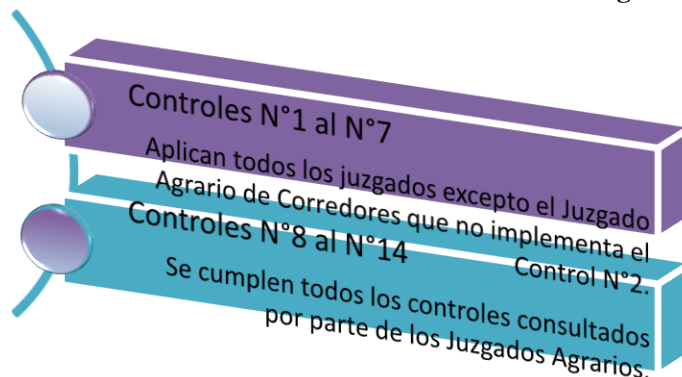 Controles N°1 al N°7
Aplican todos los juzgados excepto el Juzgado
Agrario de Corredores que no implementa el
Control N°2.
Controles N°8 al N°14
Se cumplen todos los controles consultados
por parte de los Juzgados Agrarios.